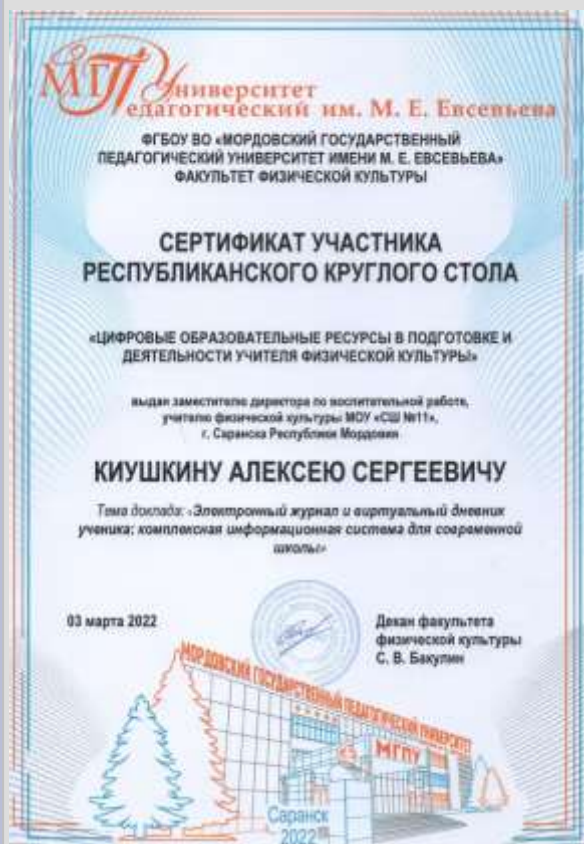 МГП Университет
едагогический им. М. Е. Евсевьева
ФГБОУ ВО «МОРДОВСКИЙ ГОСУДАРСТВЕННЫЙ
ПЕДАГОГИЧЕСКИЙ УНИВЕРСИТЕТ ИМЕНИ М. Е. ЕВСЕВЬЕВА»
ФАКУЛЬТЕТ ФИЗИЧЕСКОЙ КУЛЬТУРЫ
СЕРТИФИКАТ УЧАСТНИКА
РЕСПУБЛИКАНСКОГО КРУГЛОГО СТОЛА
«ЦИФРОВЫЕ ОБРАЗОВАТЕЛЬНЫЕ РЕСУРСЫ В ПОДГОТОВКЕ И
ДЕЯТЕЛЬНОСТИ УЧИТЕЛЯ ФИЗИЧЕСКОЙ КУЛЬТУРЫ»
выдан заместителю директора по воспитательной работе,
учителю физической культуры МОУ «СШ №11»,
г. Саранска Республики Мордовия
КИУШКИНУ АЛЕКСЕЮ СЕРГЕЕВИЧУ
Тема доклада: «Электронный журнал и виртуальный дневник
ученика: комплексная информационная система для современной
школы»
03 марта 2022
Декан факультета
физической культуры
С. В. Бакулин
МОРДОВСКИЙ ГОСУДАРСТВЕННЫЙ ПЕДАГОГИЧЕСКИЙ УНИВЕРСИТЕТ
МГПУ
Саранск
2022